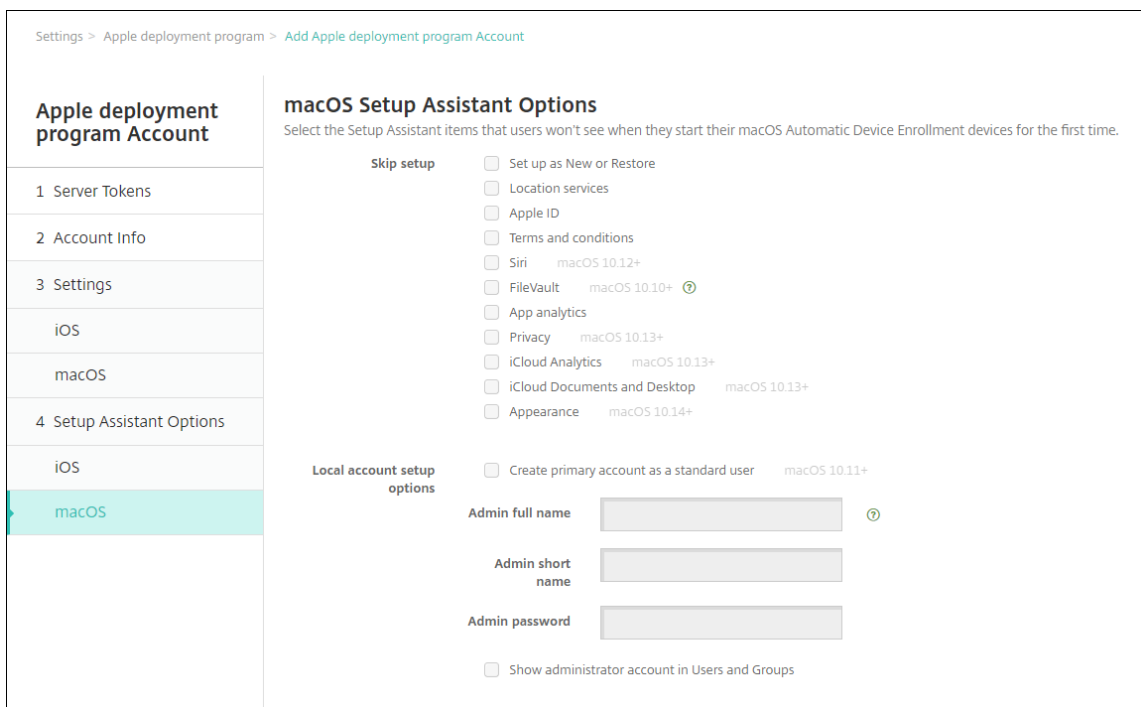 Settings > Apple deployment program > Add Apple deployment program Account
Apple deployment
program Account
1 Server Tokens
2 Account Info
3 Settings
iOS
macOS
4 Setup Assistant Options
iOS
macOS
macOS Setup Assistant Options
Select the Setup Assistant items that users won't see when they start their macOS Automatic Device Enrollment devices for the first time.
Skip setup
Set up as New or Restore
Location services
Apple ID
Terms and conditions
Siri macOS 10.12+
FileVault macOS 10.10+ ?
App analytics
Privacy macOS 10.13+
iCloud Analytics macOS 10.13+
iCloud Documents and Desktop macOS 10.13+
Appearance macOS 10.14+
Local account setup
options
Create primary account as a standard user macOS 10.11+
Admin full name ?
Admin short
name
Admin password
Show administrator account in Users and Groups